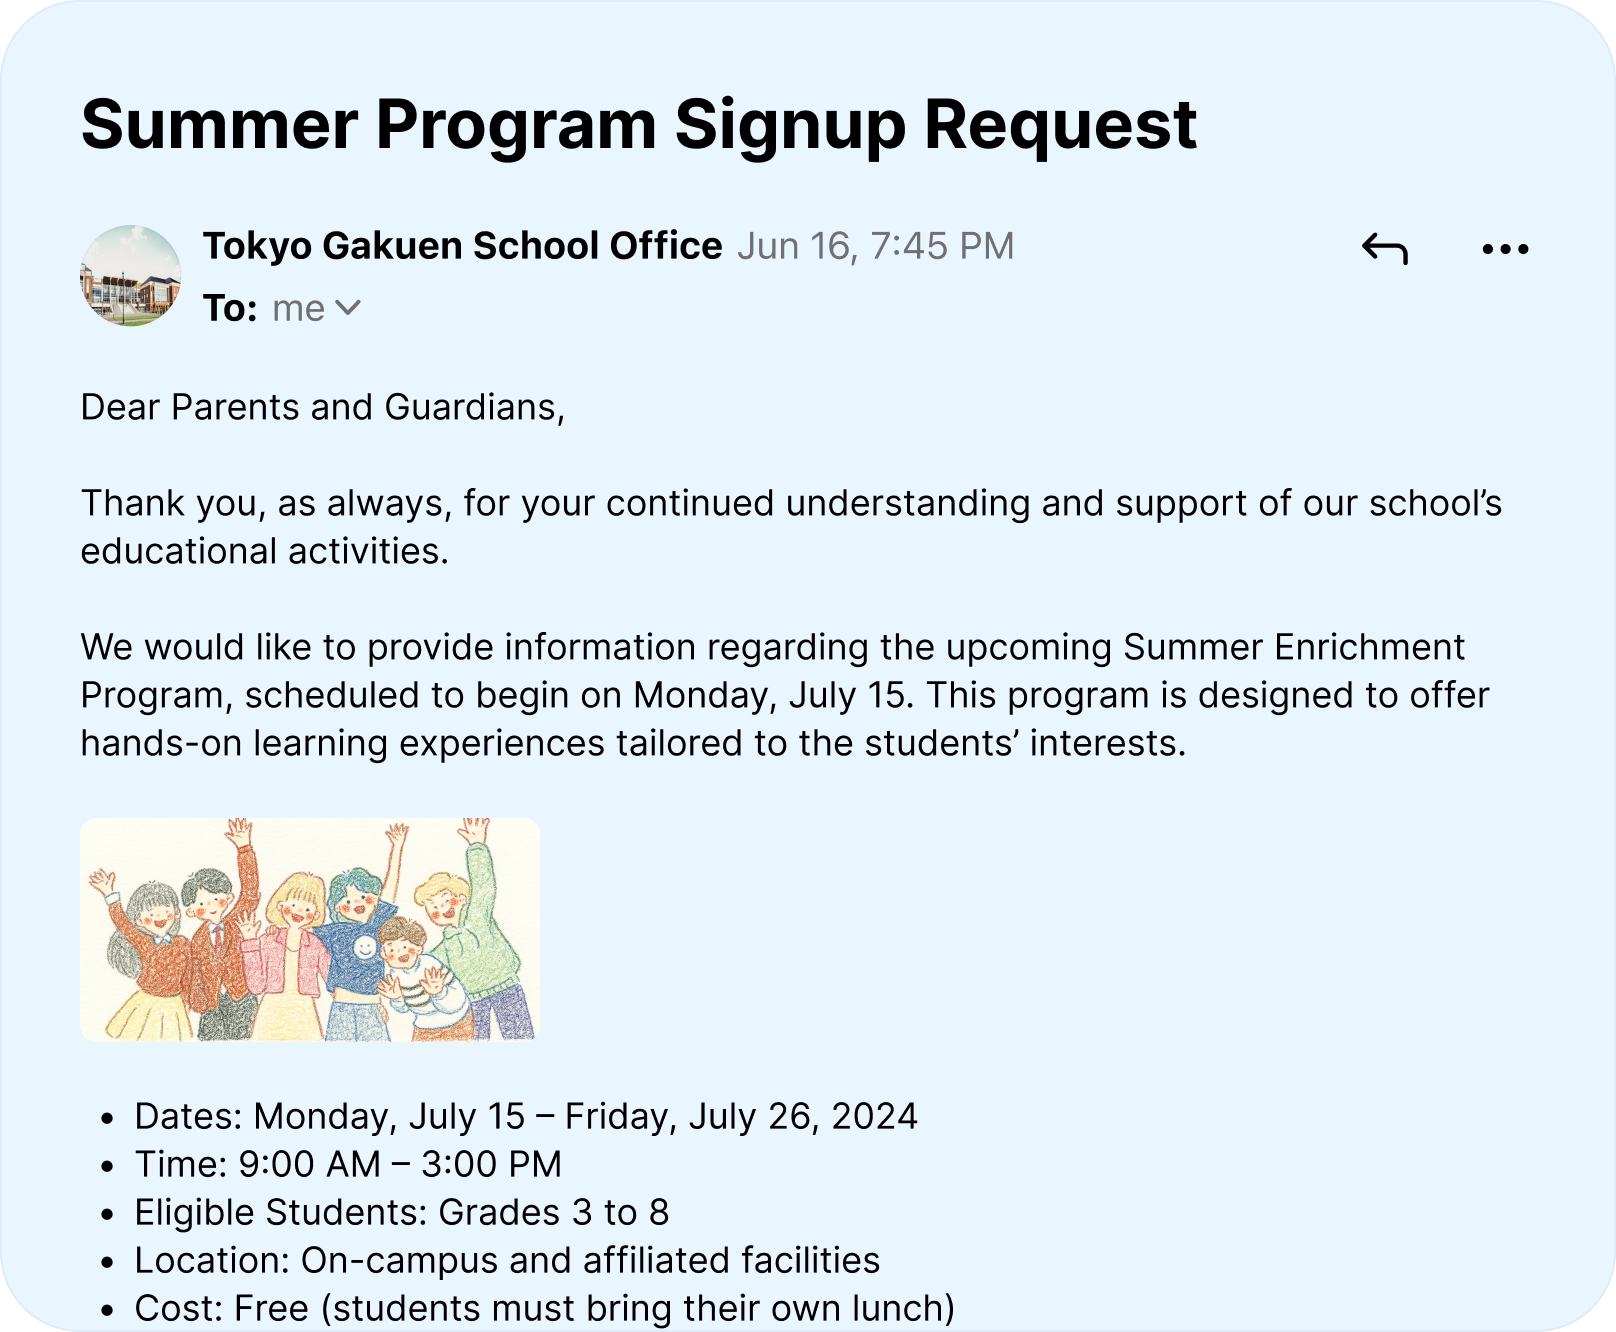 Summer Program Signup Request
Tokyo Gakuen School Office Jun 16, 7:45 PM
To: me
Dear Parents and Guardians,
Thank you, as always, for your continued understanding and support of our school’s
educational activities.
We would like to provide information regarding the upcoming Summer Enrichment
Program, scheduled to begin on Monday, July 15. This program is designed to offer
hands-on learning experiences tailored to the students’ interests.
• Dates: Monday, July 15 – Friday, July 26, 2024
• Time: 9:00 AM – 3:00 PM
• Eligible Students: Grades 3 to 8
• Location: On-campus and affiliated facilities
• Cost: Free (students must bring their own lunch)